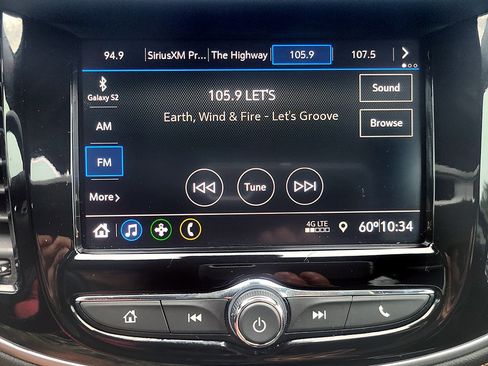 94.9 SiriusXM Pr... The Highway 105.9 107.5
Galaxy S2
AM
FM
More
105.9 LET'S
Earth, Wind & Fire - Let's Groove
Sound
Browse
Tune
4G LTE
60° 10:34